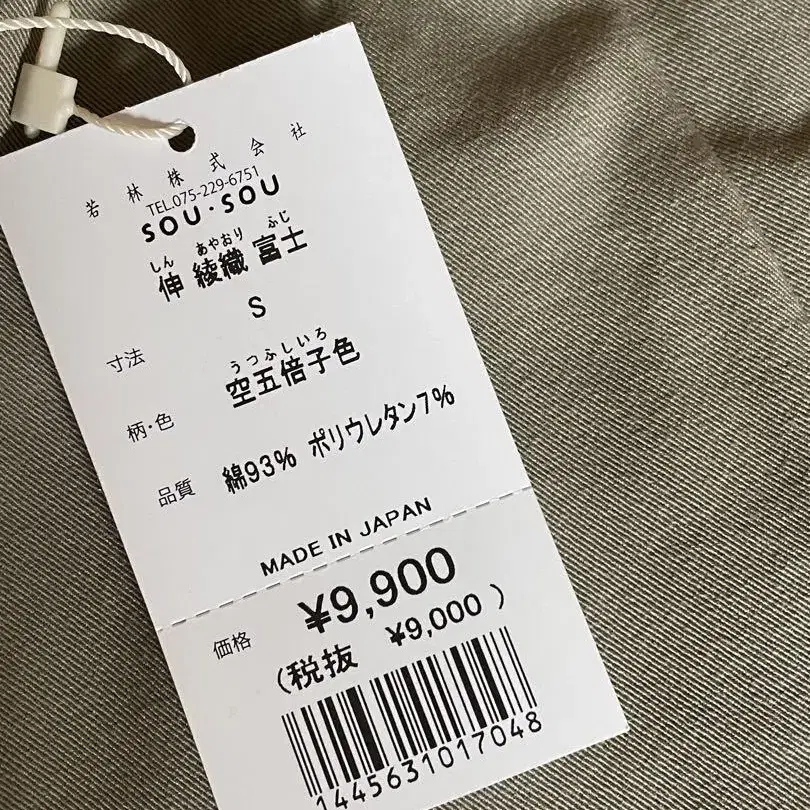 若林株式会社
TEL.075-229-6751
SOU・SOU
しん あやおり ふじ
伸 綾織 富士
寸法 S
うつふしいろ
柄・色 空五倍子色
品質 綿93% ポリウレタン7%
MADE IN JAPAN
価格 ¥9,900
(税抜 ¥9,000 )
1445631017048